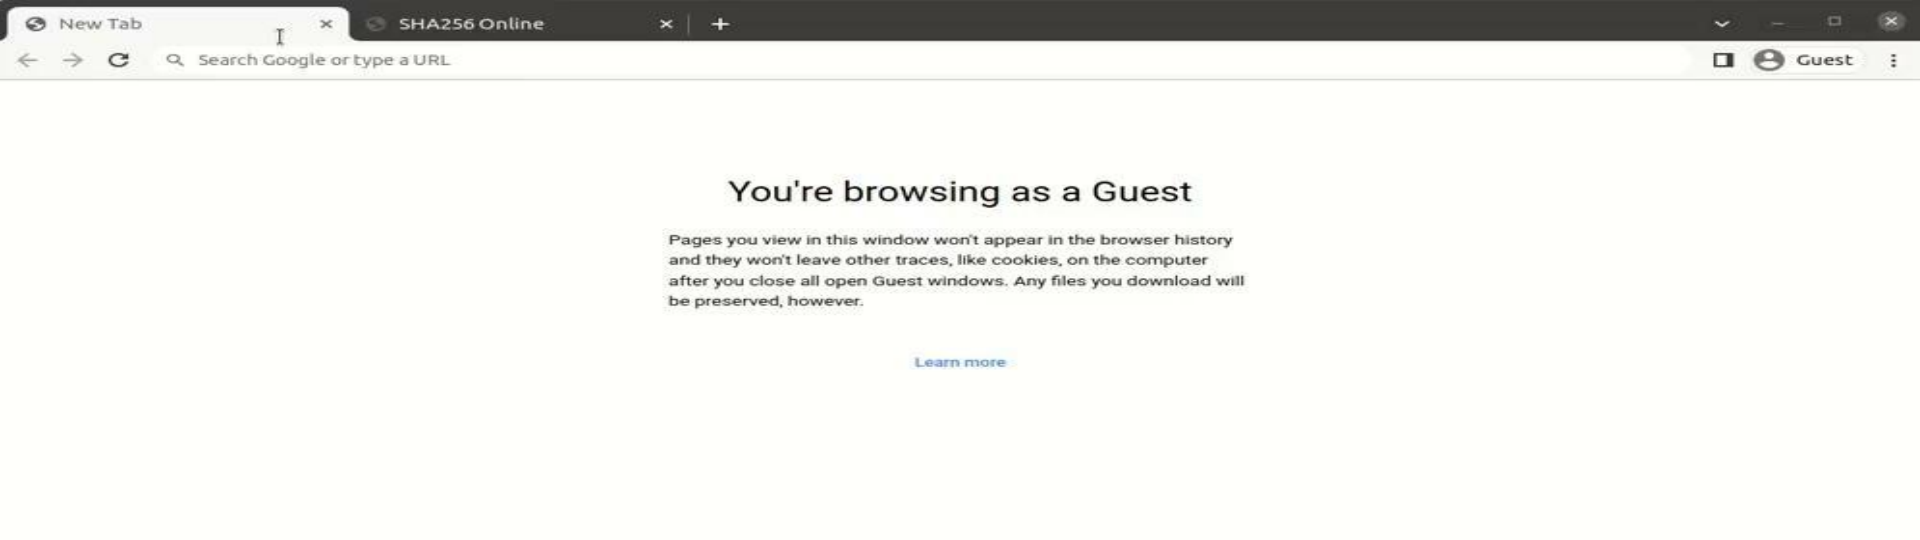 New Tab
SHA256 Online
Search Google or type a URL
Guest
You're browsing as a Guest
Pages you view in this window won't appear in the browser history
and they won't leave other traces, like cookies, on the computer
after you close all open Guest windows. Any files you download will
be preserved, however.
Learn more